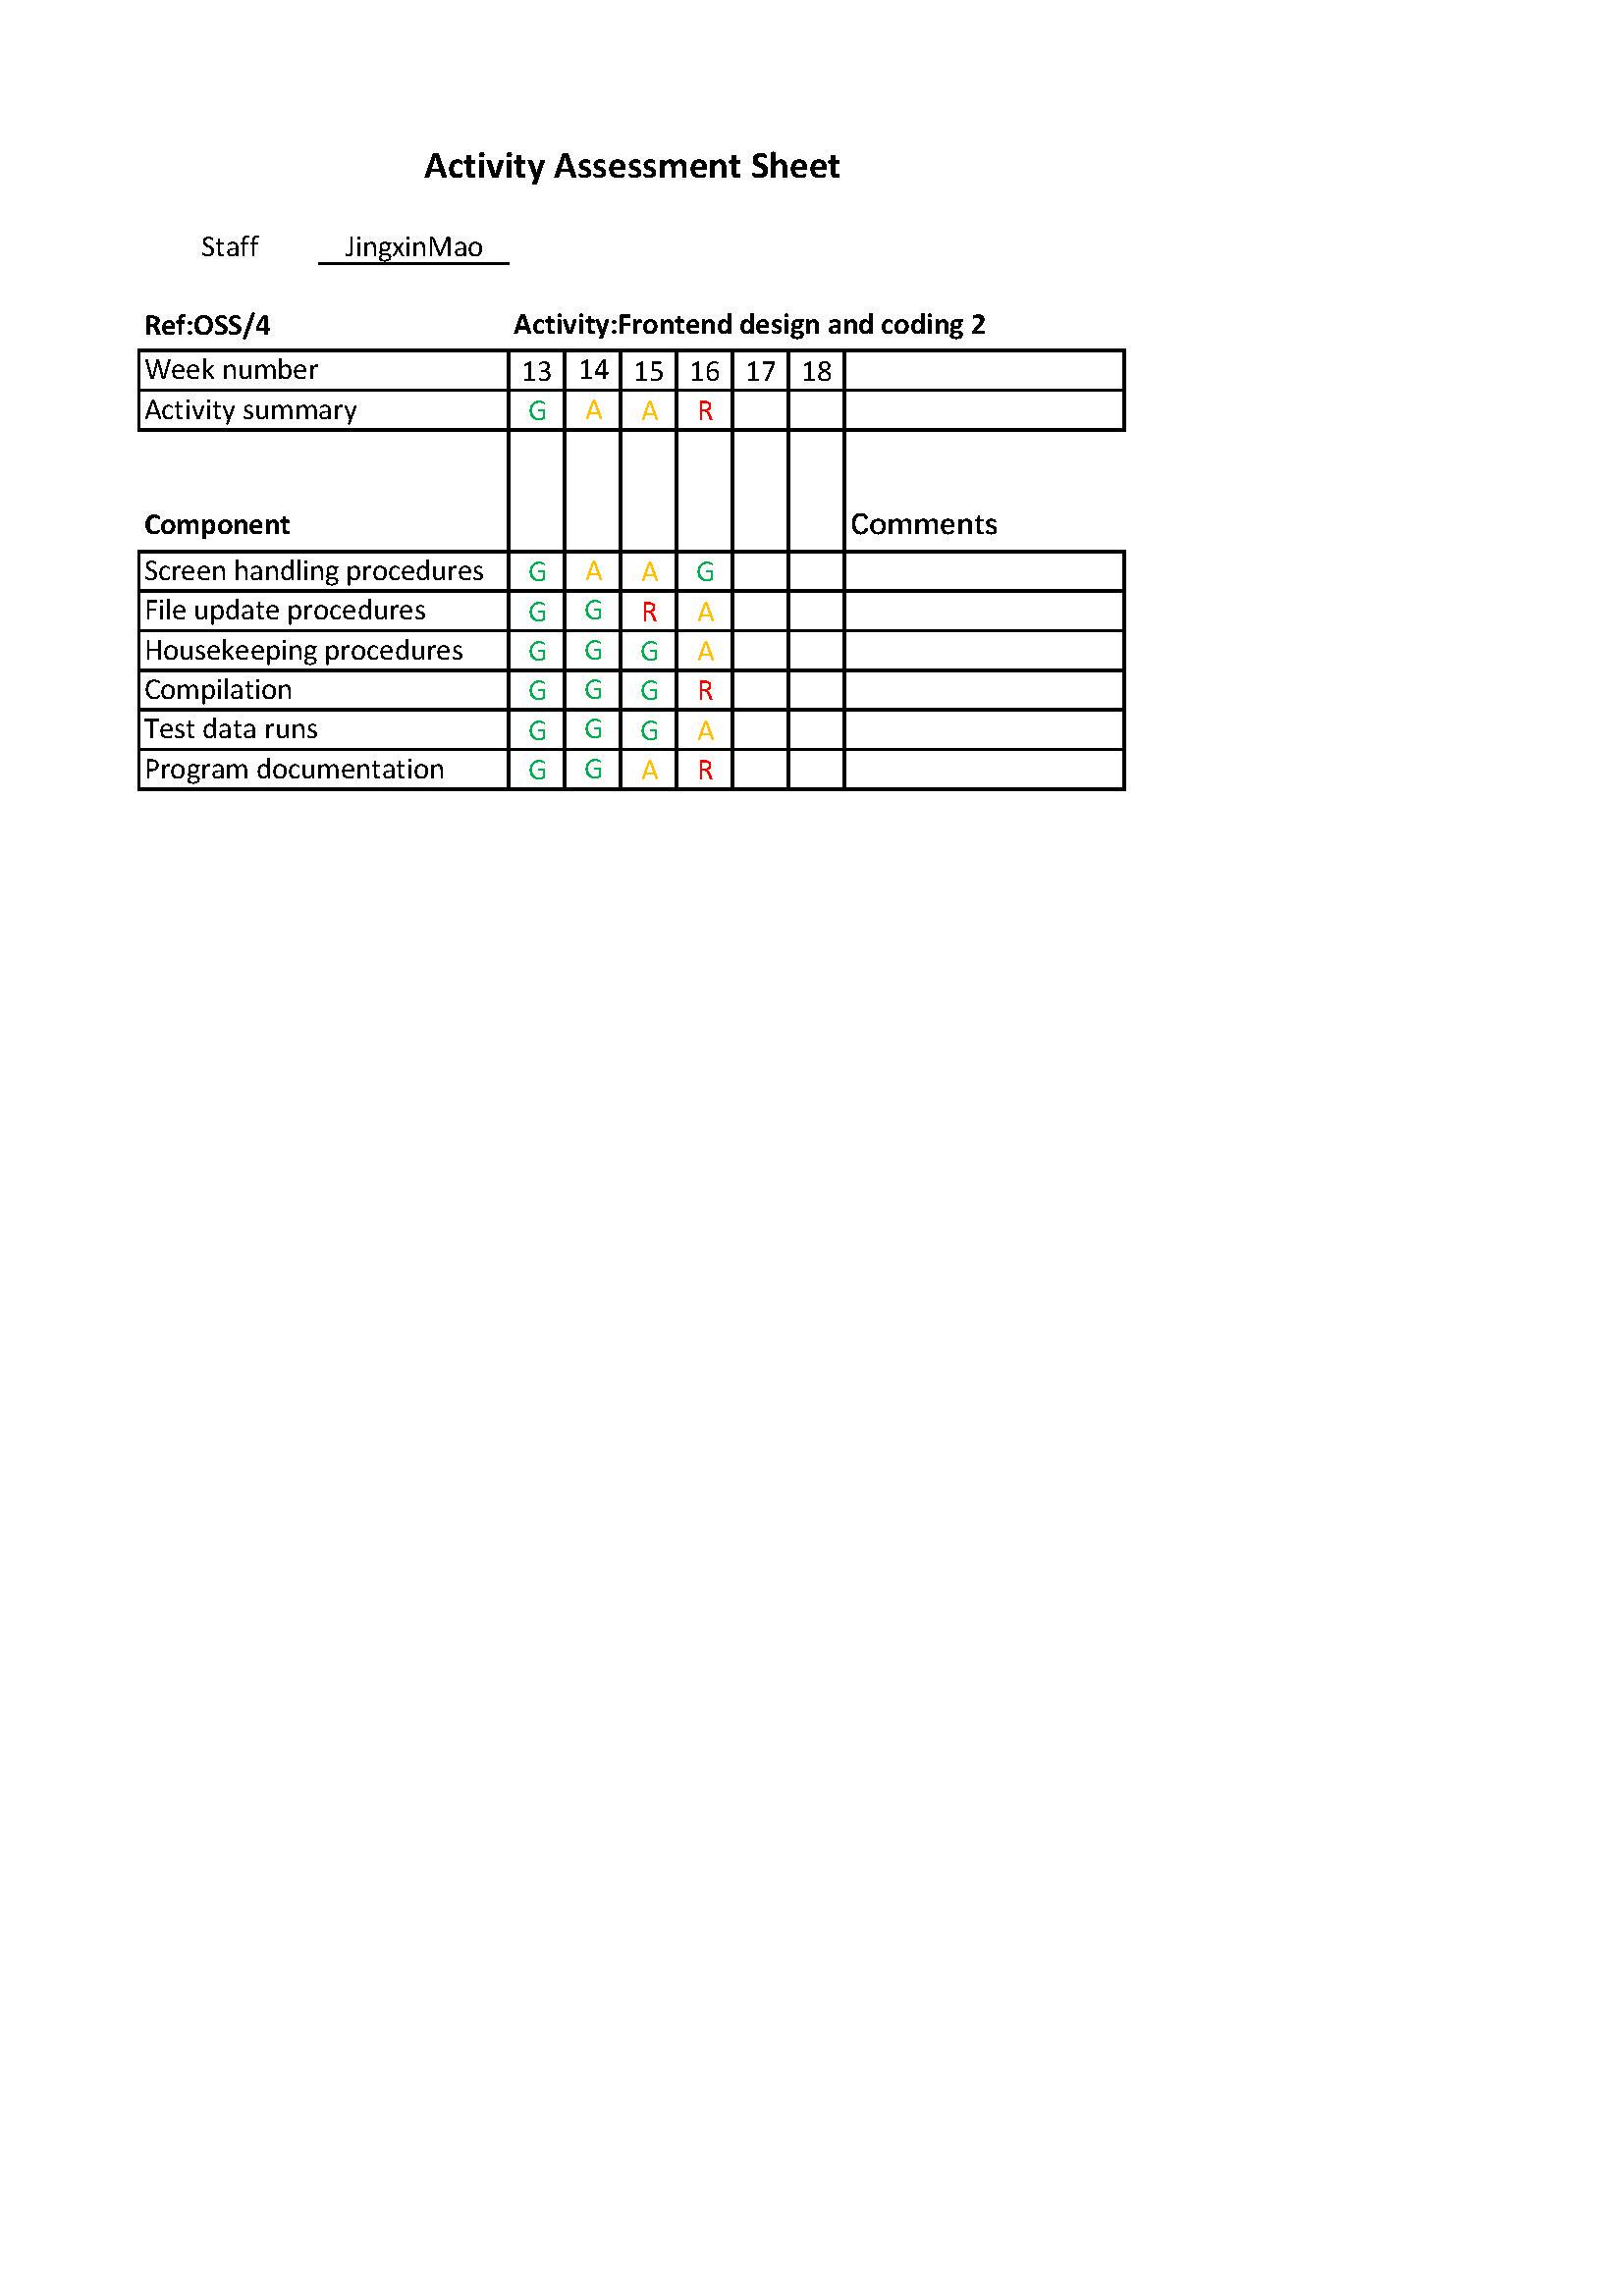 Activity Assessment Sheet
Staff JingxinMao
Ref:OSS/4 Activity:Frontend design and coding 2
Week number 13 14 15 16 17 18
Activity summary G A A R
Component Comments
Screen handling procedures G A A G
File update procedures G G R A
Housekeeping procedures G G G A
Compilation G G G R
Test data runs G G G A
Program documentation G G A R